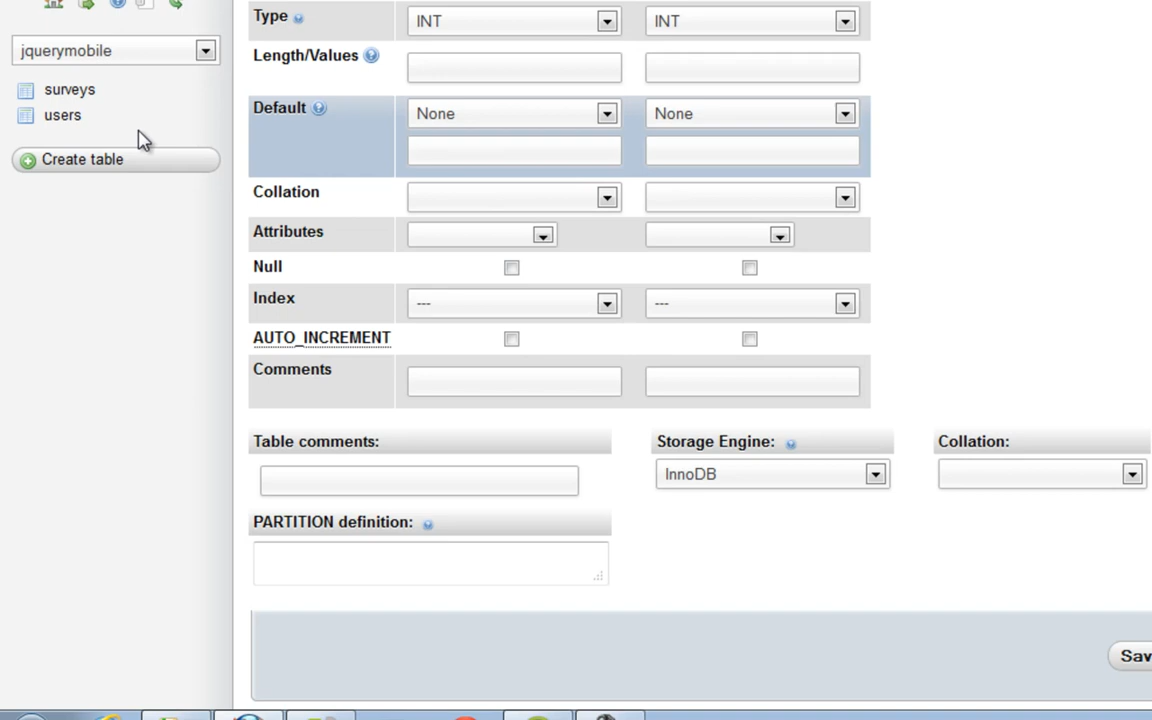 jquerymobile
surveys
users
Create table
Type INT INT
Length/Values
Default None None
Collation
Attributes
Null
Index --- ---
AUTO_INCREMENT
Comments
Table comments: Storage Engine: Collation:
InnoDB
PARTITION definition:
Sav